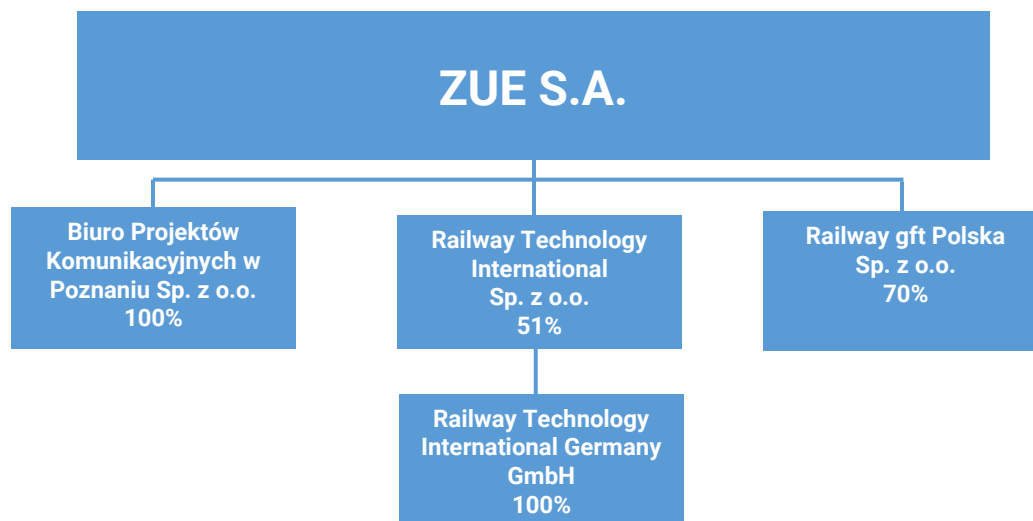 ZUE S.A.
Biuro Projektów
Komunikacyjnych w
Poznaniu Sp. z o.o.
100%
Railway Technology
International
Sp. z o.o.
51%
Railway gft Polska
Sp. z o.o.
70%
Railway Technology
International Germany
GmbH
100%